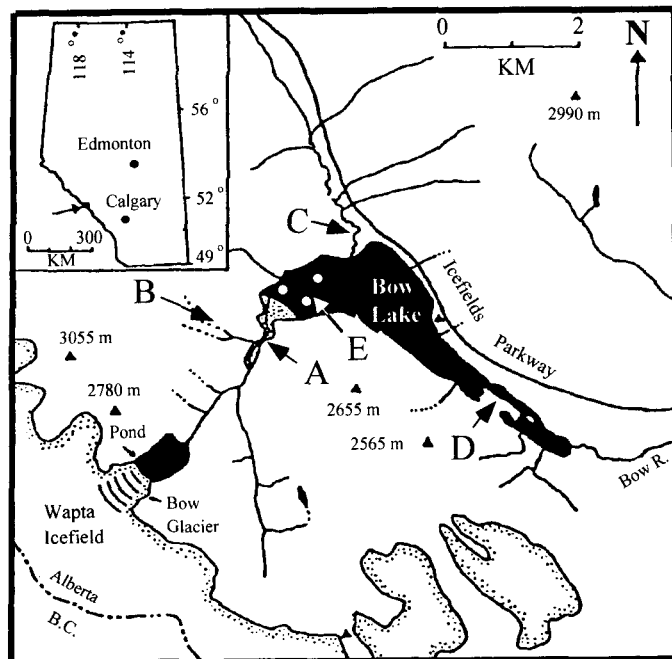 118
114
56°
Edmonton
52°
Calgary
0 300
KM
49°
0 2
KM
N
2990 m
C
B
Bow
Lake
Icefields
Parkway
A
E
3055 m
2780 m
2655 m
2565 m
D
Pond
Bow
Glacier
Bow R.
Wapta
Icefield
Alberta
B.C.